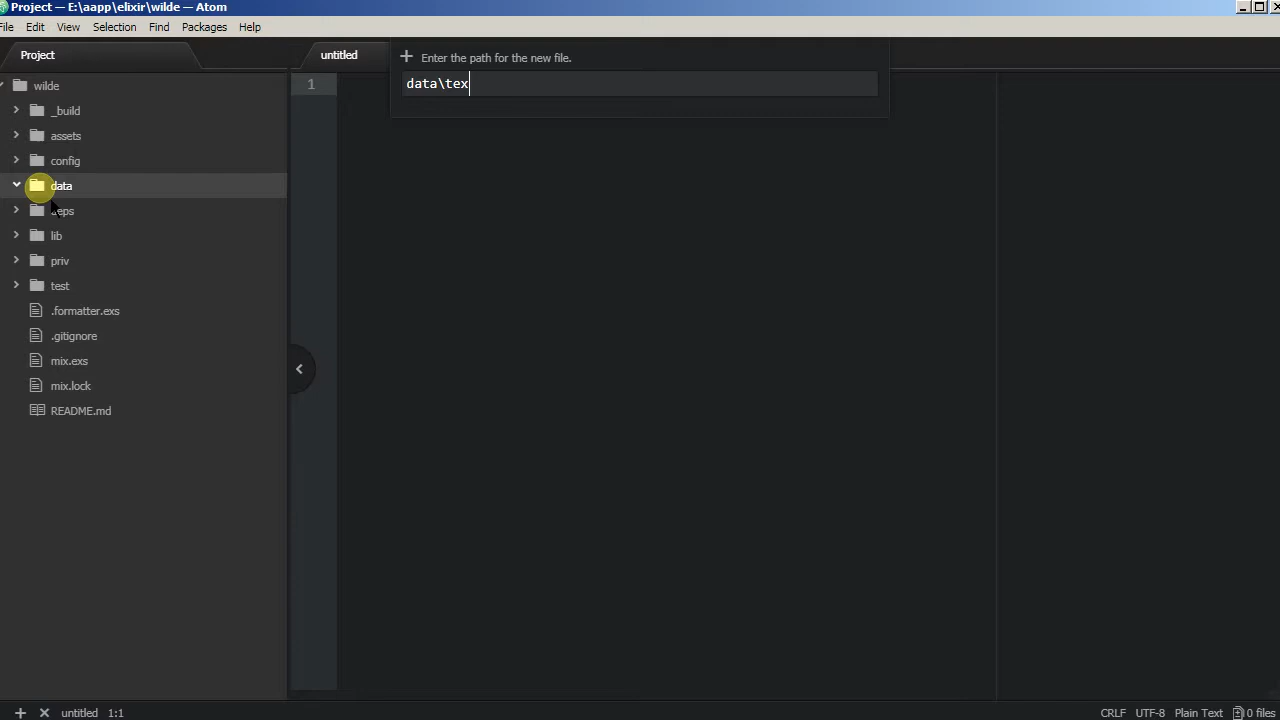 Project — E:\aapp\elixir\wilde — Atom
File Edit View Selection Find Packages Help
Project
untitled
Enter the path for the new file.
data\tex
1
wilde
_build
assets
config
data
deps
lib
priv
test
.formatter.exs
.gitignore
mix.exs
mix.lock
README.md
untitled 1:1
CRLF UTF-8 Plain Text 0 files